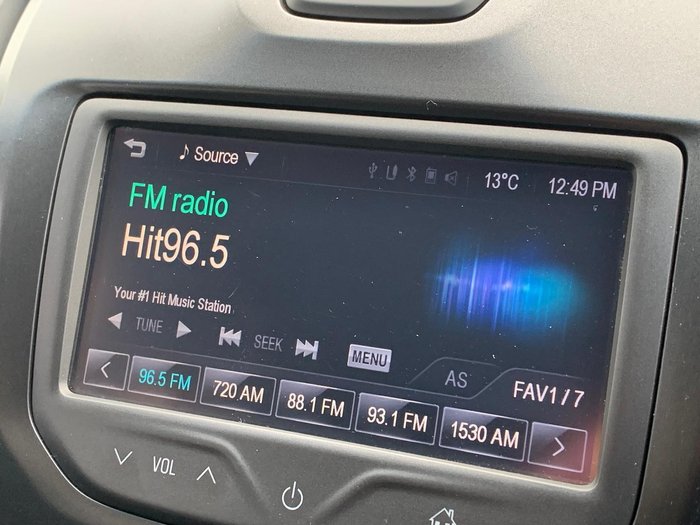 Source
13°C
12:49 PM
FM radio
Hit96.5
Your #1 Hit Music Station
TUNE
SEEK
MENU
AS
FAV1/7
96.5 FM
720 AM
88.1 FM
93.1 FM
1530 AM
VOL